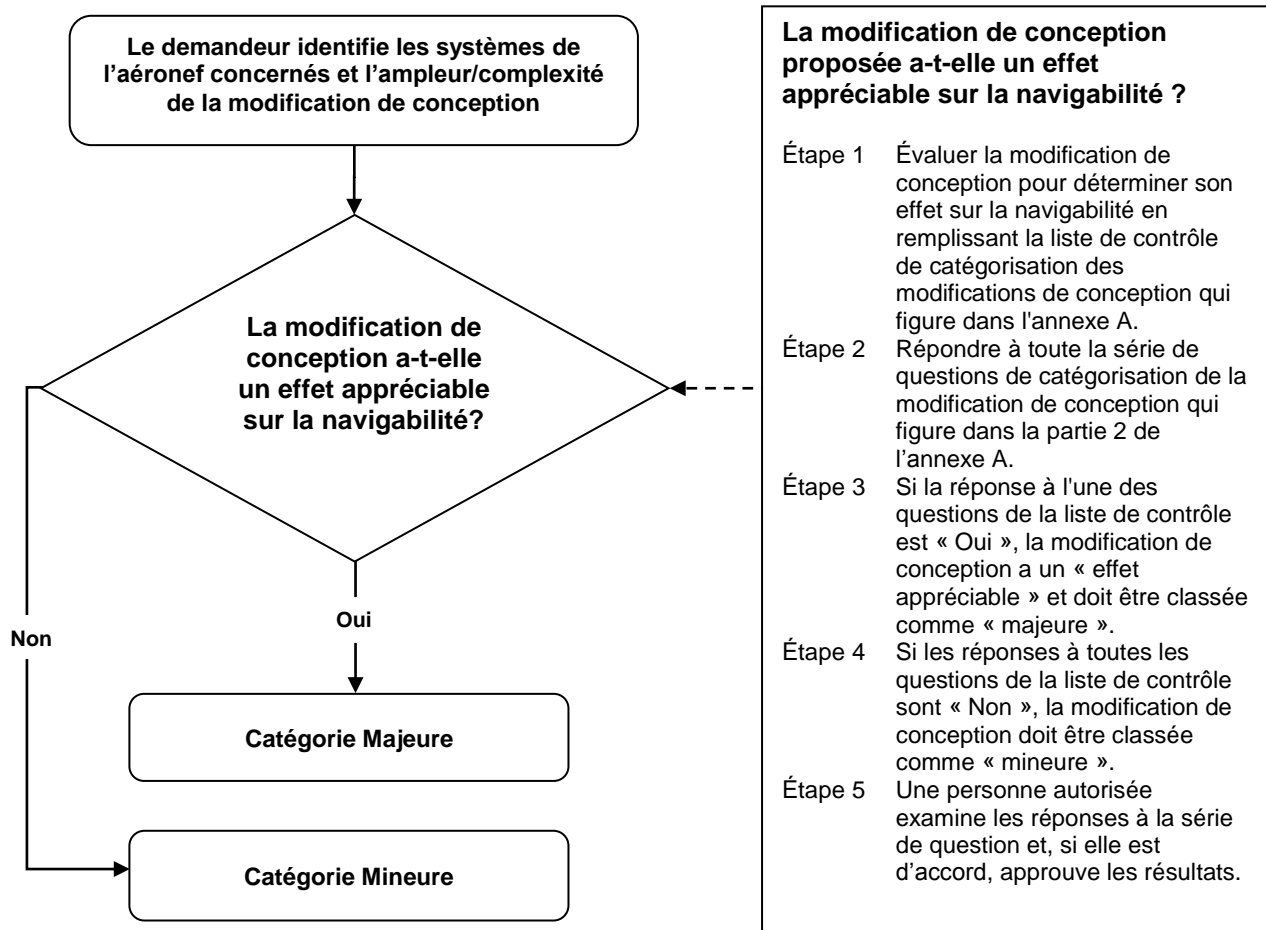 Le demandeur identifie les systèmes de
l’aéronef concernés et l’ampleur/complexité
de la modification de conception
La modification de
conception a-t-elle
un effet appréciable
sur la navigabilité?
Oui
Non
Catégorie Majeure
Catégorie Mineure
La modification de conception
proposée a-t-elle un effet
appréciable sur la navigabilité ?
Étape 1 Évaluer la modification de
conception pour déterminer son
effet sur la navigabilité en
remplissant la liste de contrôle
de catégorisation des
modifications de conception qui
figure dans l'annexe A.
Étape 2 Répondre à toute la série de
questions de catégorisation de la
modification de conception qui
figure dans la partie 2 de
l’annexe A.
Étape 3 Si la réponse à l'une des
questions de la liste de contrôle
est « Oui », la modification de
conception a un « effet
appréciable » et doit être classée
comme « majeure ».
Étape 4 Si les réponses à toutes les
questions de la liste de contrôle
sont « Non », la modification de
conception doit être classée
comme « mineure ».
Étape 5 Une personne autorisée
examine les réponses à la série
de question et, si elle est
d’accord, approuve les résultats.